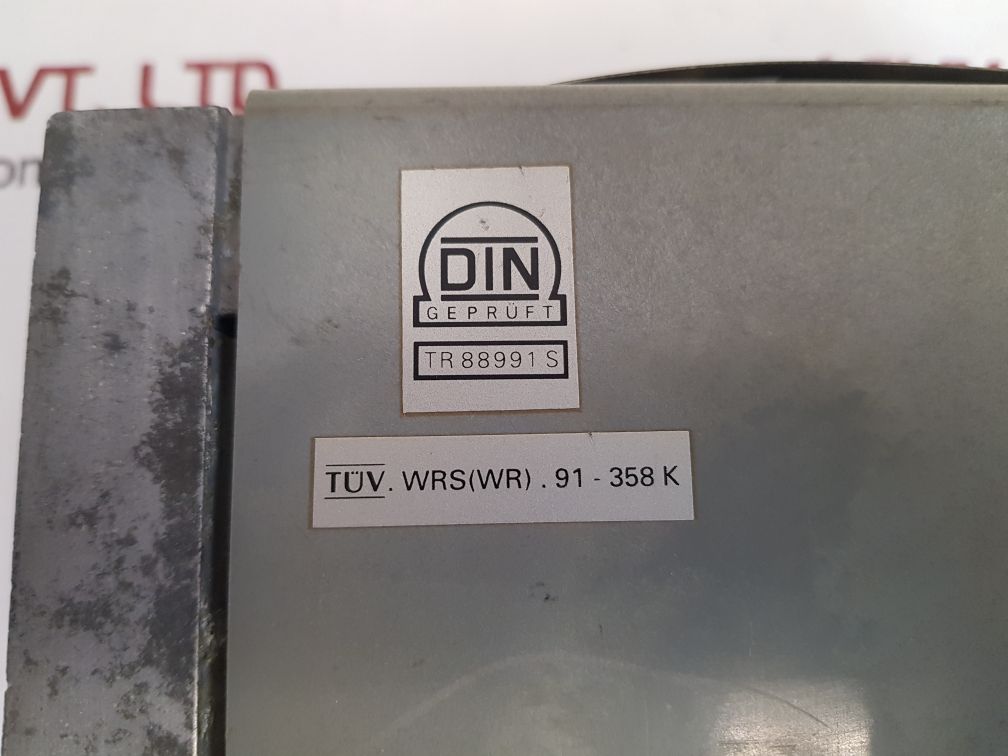 VT. LTD
DIN
GEPRÜFT
TR 88991 S
TÜV. WRS(WR) . 91 - 358 K